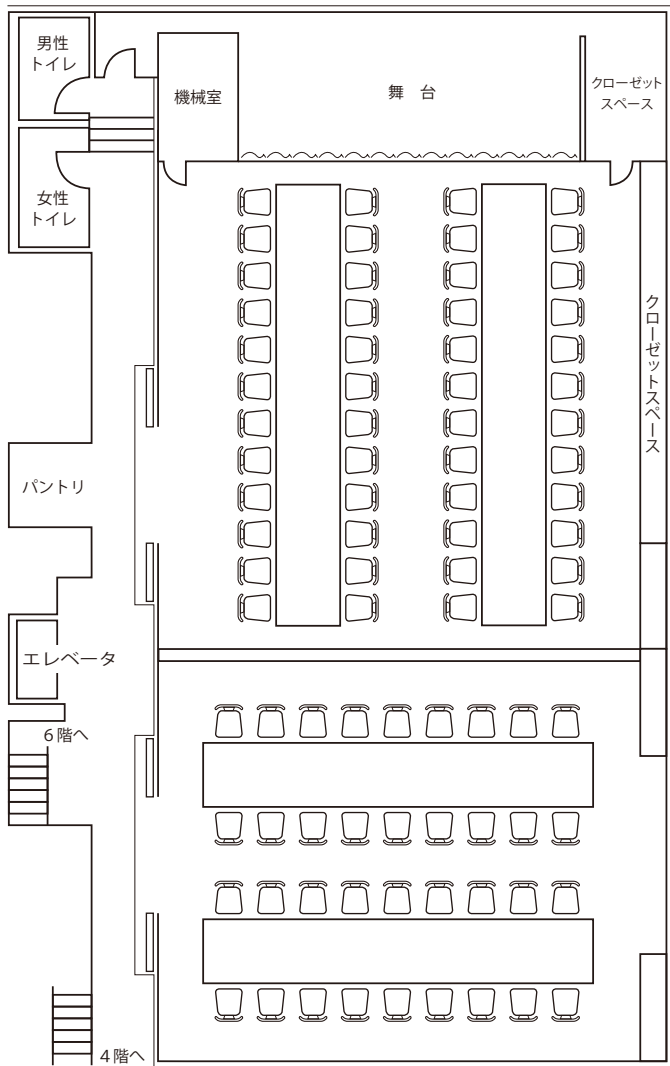 男性
トイレ
機械室
舞　台
クローゼット
スペース
女性
トイレ
クローゼットスペース
パントリ
エレベータ
6階へ
4階へ